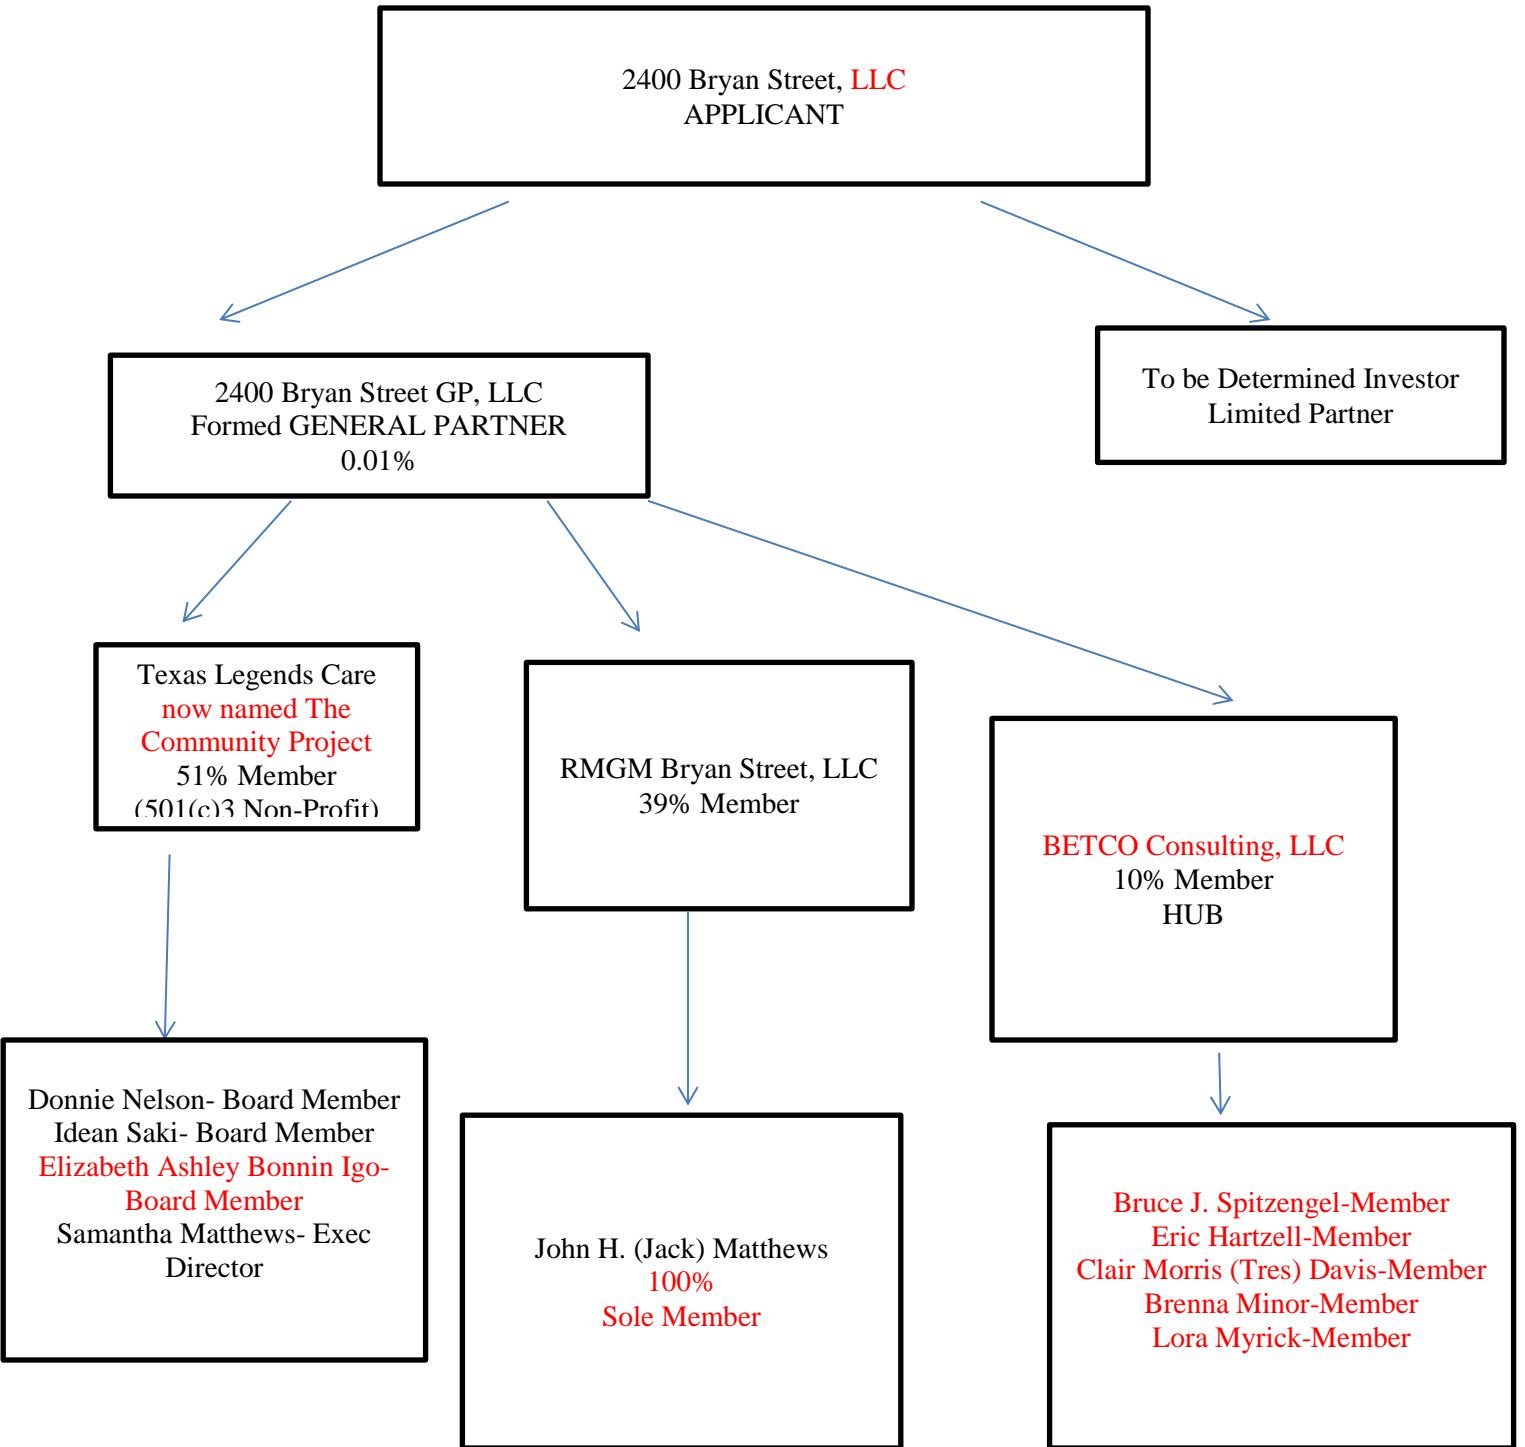 2400 Bryan Street, LLC
APPLICANT
2400 Bryan Street GP, LLC
Formed GENERAL PARTNER
0.01%
To be Determined Investor
Limited Partner
Texas Legends Care
now named The
Community Project
51% Member
(501(c)3 Non-Profit)
RMGM Bryan Street, LLC
39% Member
BETCO Consulting, LLC
10% Member
HUB
Donnie Nelson- Board Member
Idean Saki- Board Member
Elizabeth Ashley Bonnin Igo-
Board Member
Samantha Matthews- Exec
Director
John H. (Jack) Matthews
100%
Sole Member
Bruce J. Spitzengel-Member
Eric Hartzell-Member
Clair Morris (Tres) Davis-Member
Brenna Minor-Member
Lora Myrick-Member